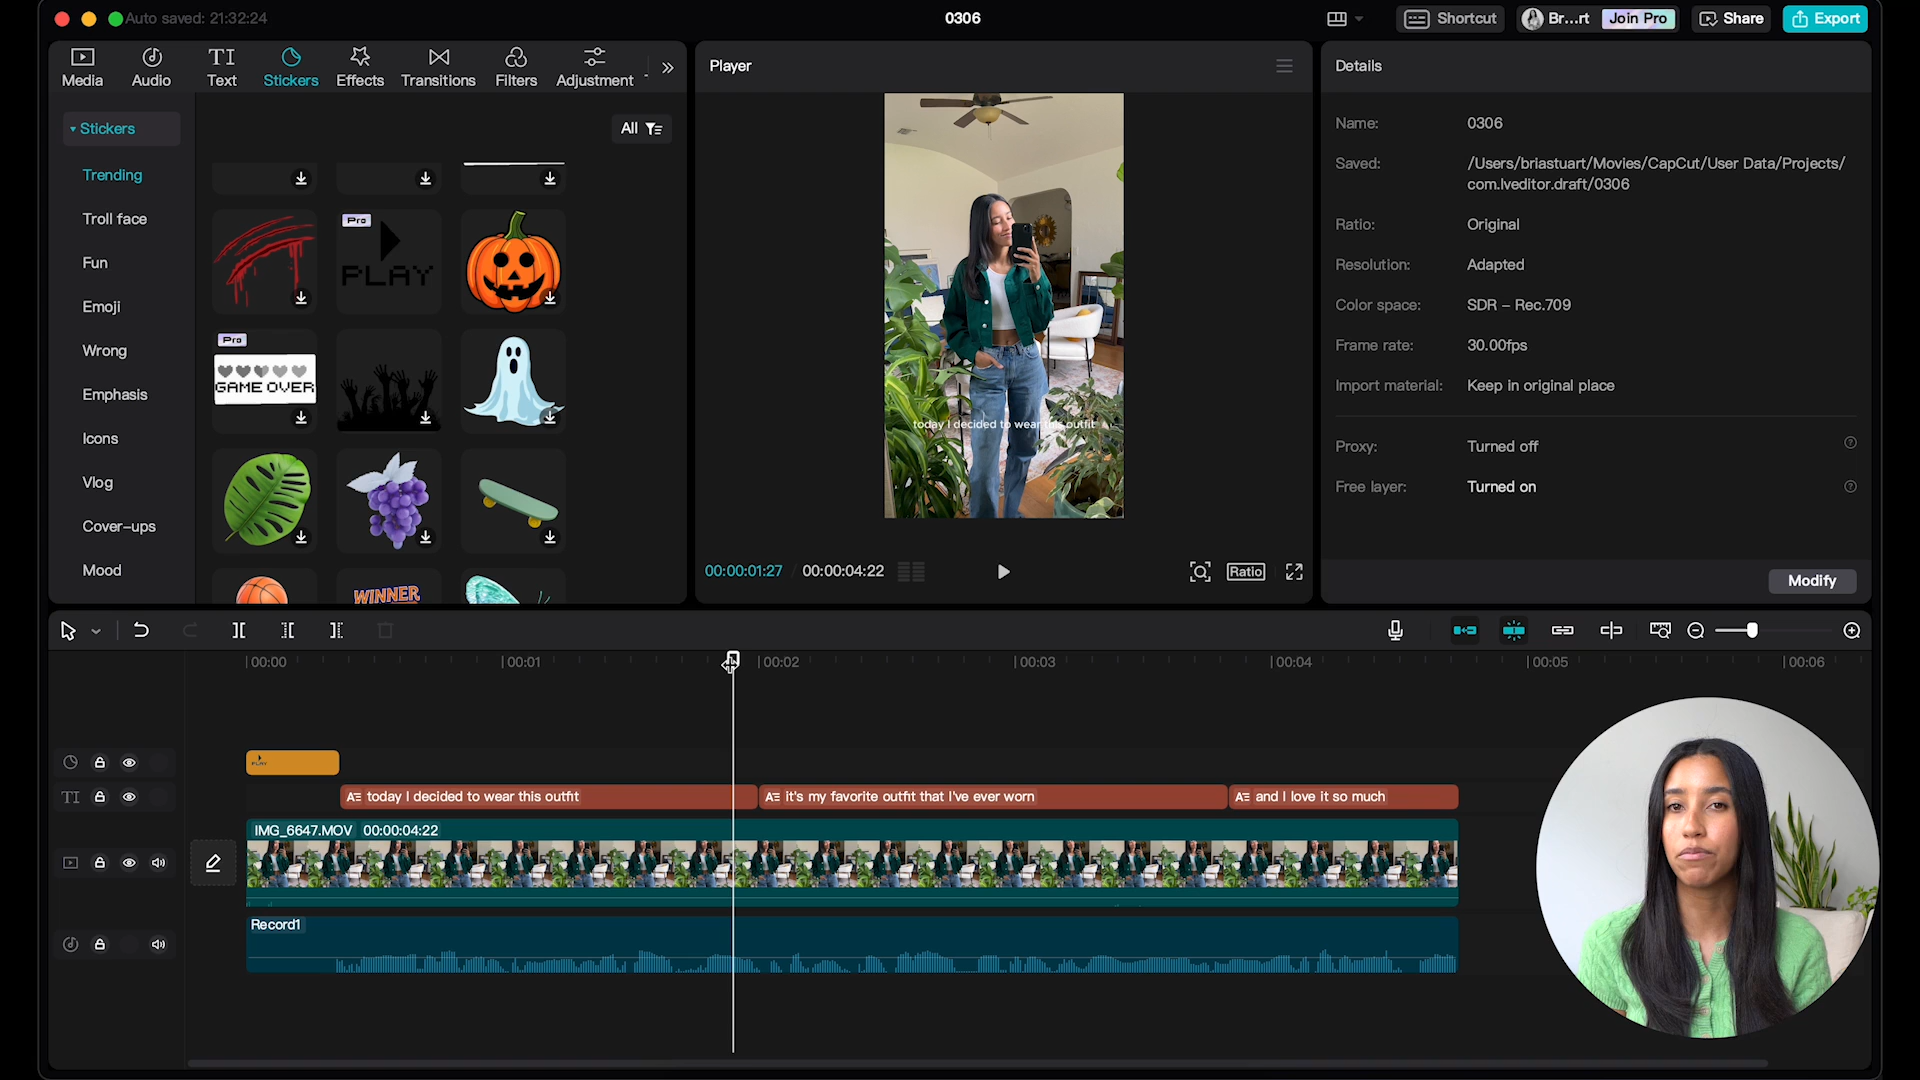 Auto saved: 21:32:24
0306
Shortcut
Br...rt
Join Pro
Share
Export
Media
Audio
TI
Text
Stickers
Effects
Transitions
Filters
Adjustment
Player
Details
Stickers
All
Trending
Troll face
Fun
Emoji
Wrong
Emphasis
Icons
Vlog
Cover-ups
Mood
Pro
PLAY
Pro
GAME OVER
WINNER
today I decided to wear this outfit
00:00:01:27
00:00:04:22
Ratio
Name: 0306
Saved: /Users/briastuart/Movies/CapCut/User Data/Projects/
com.lveditor.draft/0306
Ratio: Original
Resolution: Adapted
Color space: SDR – Rec.709
Frame rate: 30.00fps
Import material: Keep in original place
Proxy: Turned off
Free layer: Turned on
Modify
00:00
00:01
00:02
00:03
00:04
00:05
00:06
PLAY
TI
A today I decided to wear this outfit
A it's my favorite outfit that I've ever worn
A and I love it so much
IMG_6647.MOV 00:00:04:22
Record1